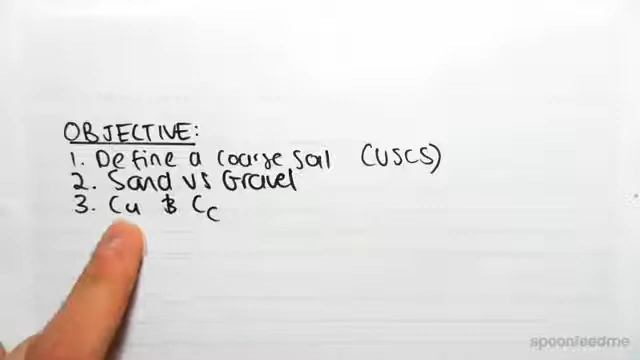 OBJECTIVE:
1. Define a coarse soil (USCS)
2. Sand vs Gravel
3. Cu & Cc
spoonfeedme